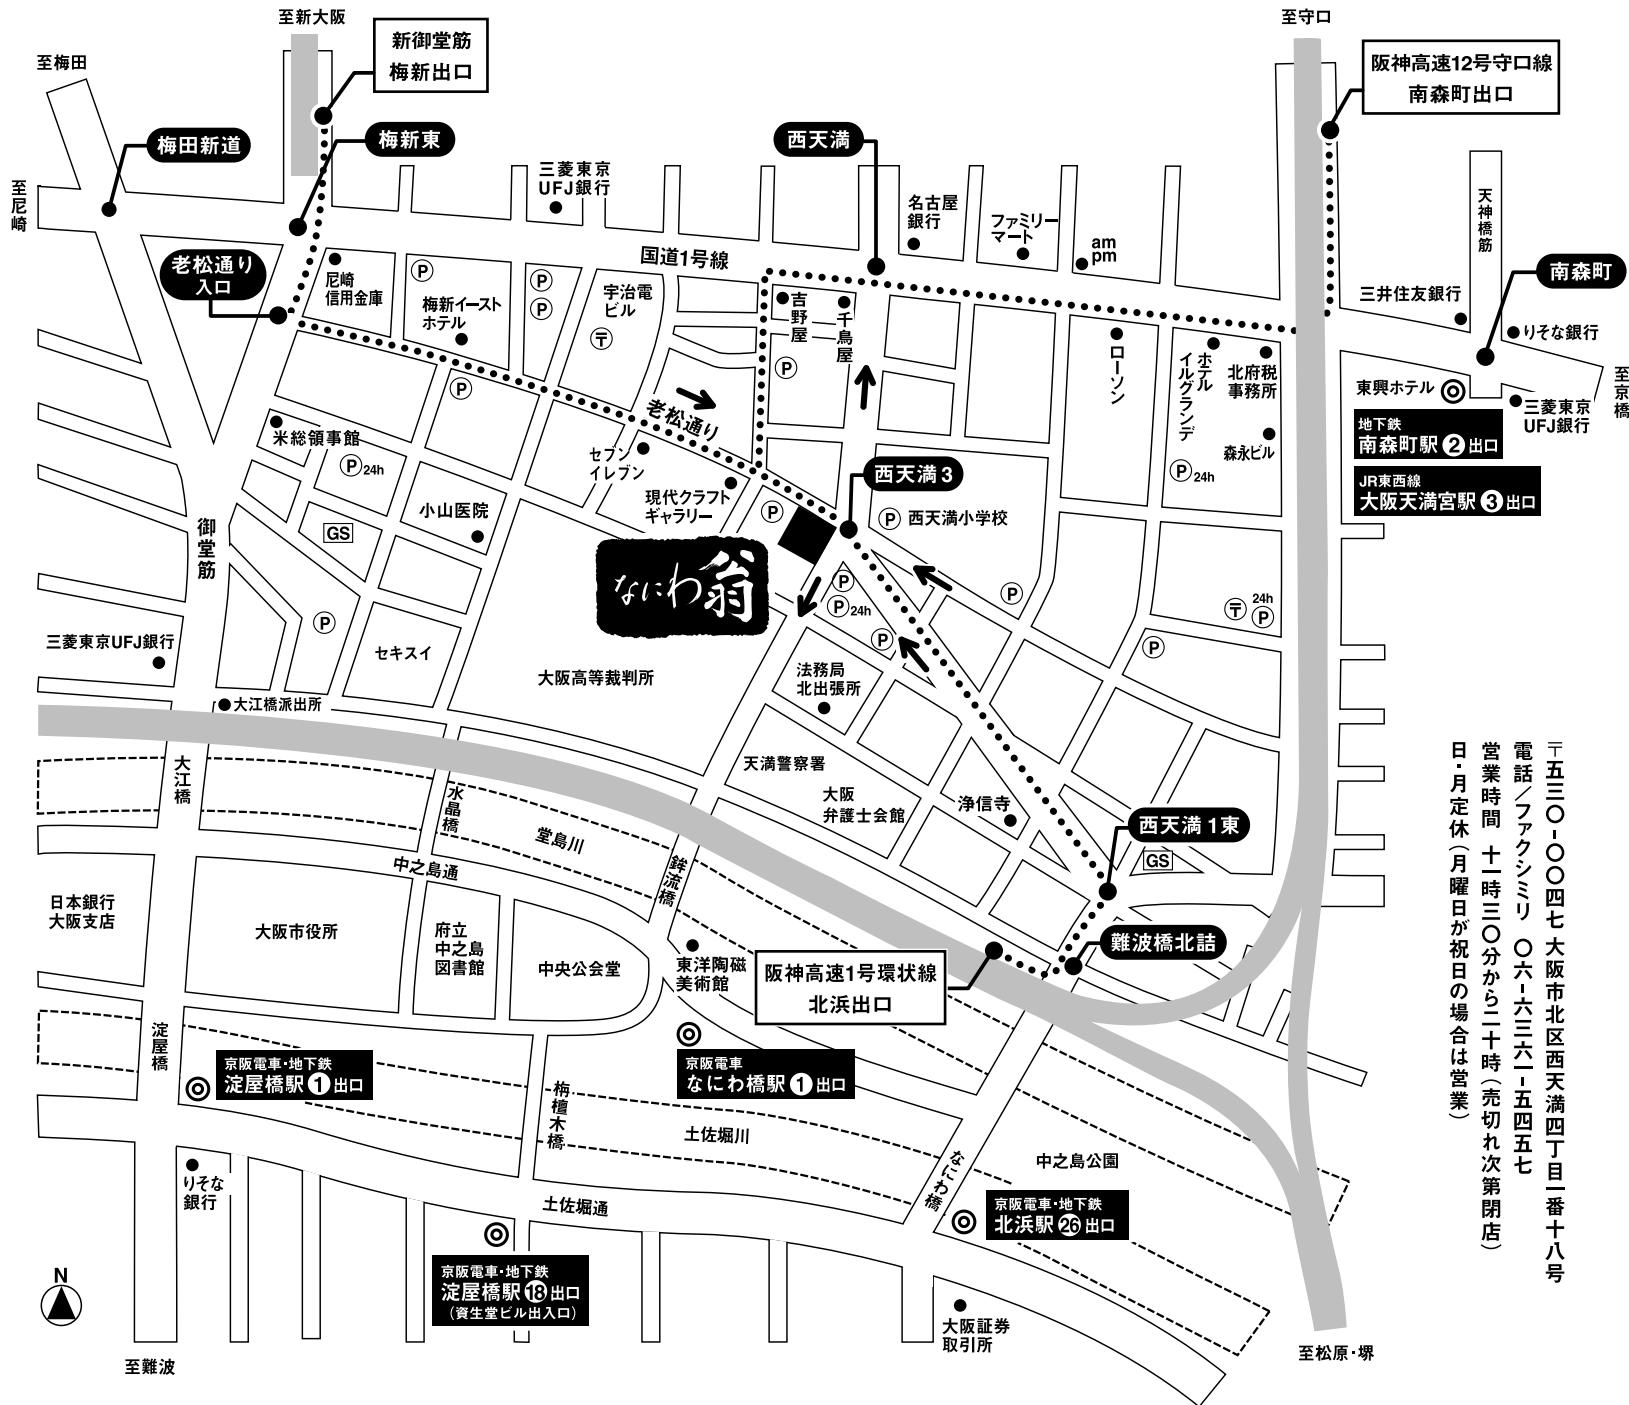 至新大阪
新御堂筋
梅新出口
至守口
阪神高速12号守口線
南森町出口
至梅田
梅田新道
梅新東
西天満
三菱東京
UFJ銀行
名古屋
銀行
ファミリー
マート
am
pm
天神橋筋
至尼崎
国道1号線
老松通り
入口
尼崎
信用金庫
P
梅新イースト
ホテル
P
P
宇治電
ビル
〒
吉野屋
千鳥屋
P
ローソン
ホテル
イルグランデ
北府税
事務所
森永ビル
P24h
三井住友銀行
南森町
りそな銀行
至京橋
東興ホテル
三菱東京
UFJ銀行
地下鉄
南森町駅2出口
JR東西線
大阪天満宮駅3出口
P
老松通り
米総領事館
P24h
セブン
イレブン
現代クラフト
ギャラリー
西天満3
P
P
西天満小学校
小山医院
GS
御堂筋
なにわ翁
P
P24h
P
P
24h
〒P
P
P
三菱東京UFJ銀行
セキスイ
大阪高等裁判所
法務局
北出張所
大江橋派出所
大江橋
水晶橋
天満警察署
大阪
弁護士会館
浄信寺
西天満1東
GS
堂島川
中之島通
鉾流橋
日本銀行
大阪支店
大阪市役所
府立
中之島
図書館
中央公会堂
東洋陶磁
美術館
難波橋北詰
阪神高速1号環状線
北浜出口
淀屋橋
京阪電車・地下鉄
淀屋橋駅1出口
京阪電車
なにわ橋駅1出口
栴檀木橋
土佐堀川
なにわ橋
中之島公園
りそな
銀行
土佐堀通
京阪電車・地下鉄
北浜駅26出口
京阪電車・地下鉄
淀屋橋駅18出口
(資生堂ビル出入口)
N
大阪証券
取引所
至難波
至松原・堺
〒五三〇-〇〇四七 大阪市北区西天満四丁目一番十八号
電話/ファクシミリ 〇六-六三六一-五四五七
営業時間 十一時三〇分から二十時(売切れ次第閉店)
日・月定休(月曜日が祝日の場合は営業)